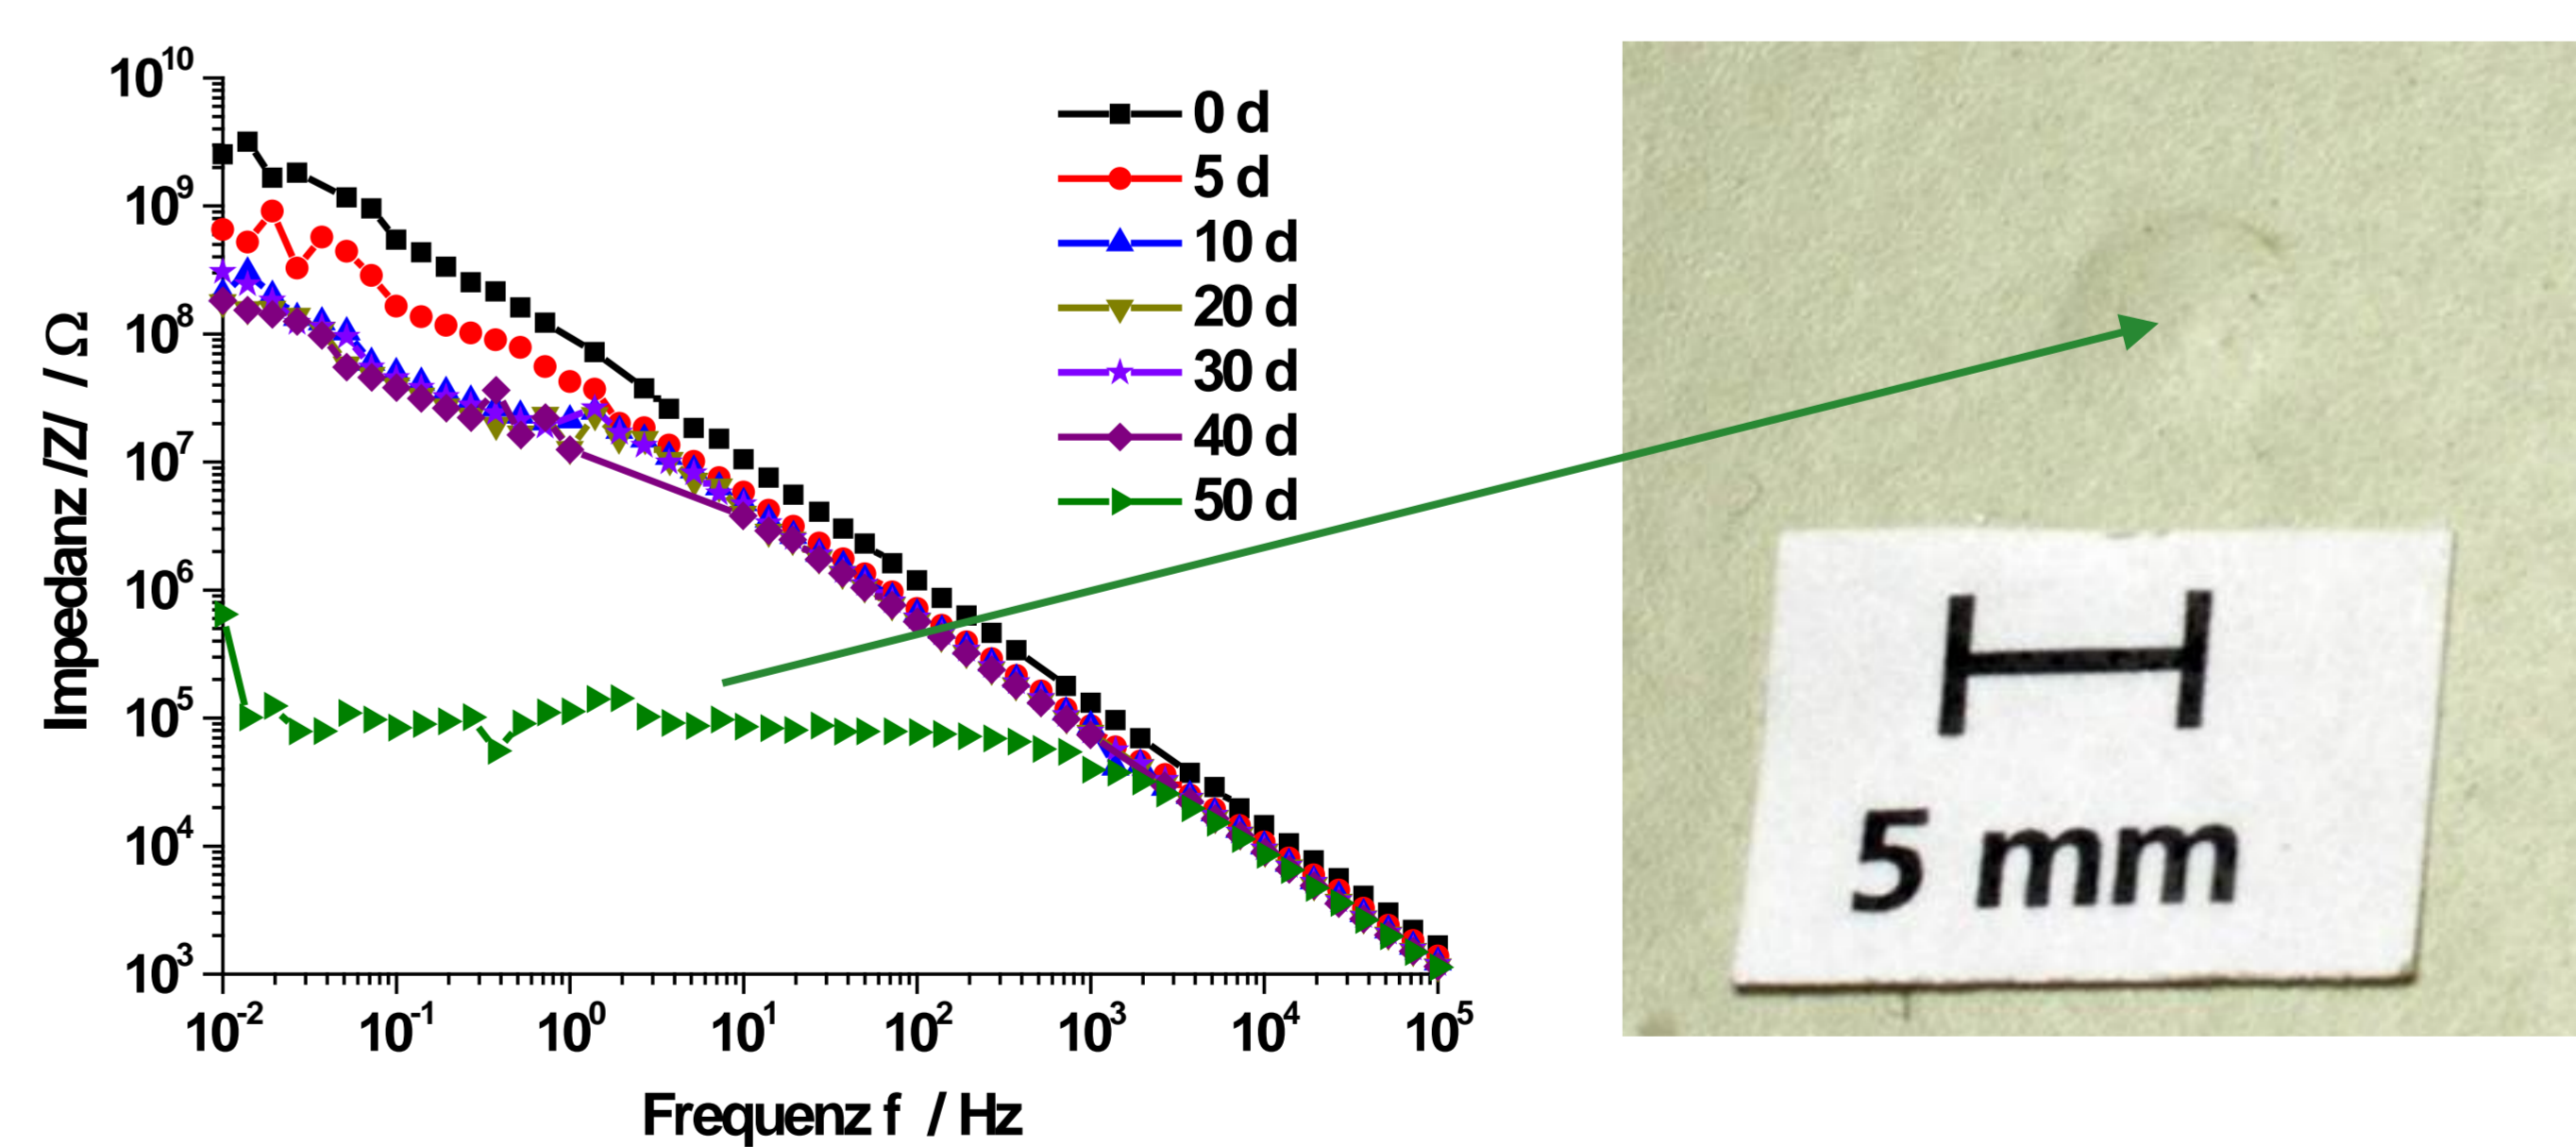 Impedanz /Z/ / Ω
10^10
10^9
10^8
10^7
10^6
10^5
10^4
10^3
10^-2 10^-1 10^0 10^1 10^2 10^3 10^4 10^5
Frequenz f / Hz
0 d
5 d
10 d
20 d
30 d
40 d
50 d
5 mm